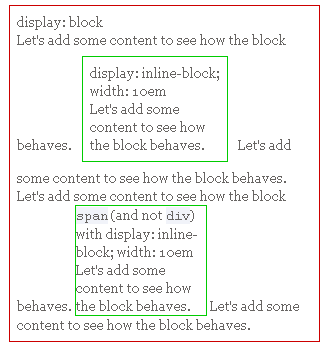 display: block
Let's add some content to see how the block
display: inline-block;
width: 10em
Let's add some
content to see how
behaves. the block behaves. Let's add
some content to see how the block behaves.
Let's add some content to see how the block
span (and not div)
with display: inline-
block; width: 10em
Let's add some
content to see how
behaves. the block behaves. Let's add some
content to see how the block behaves.